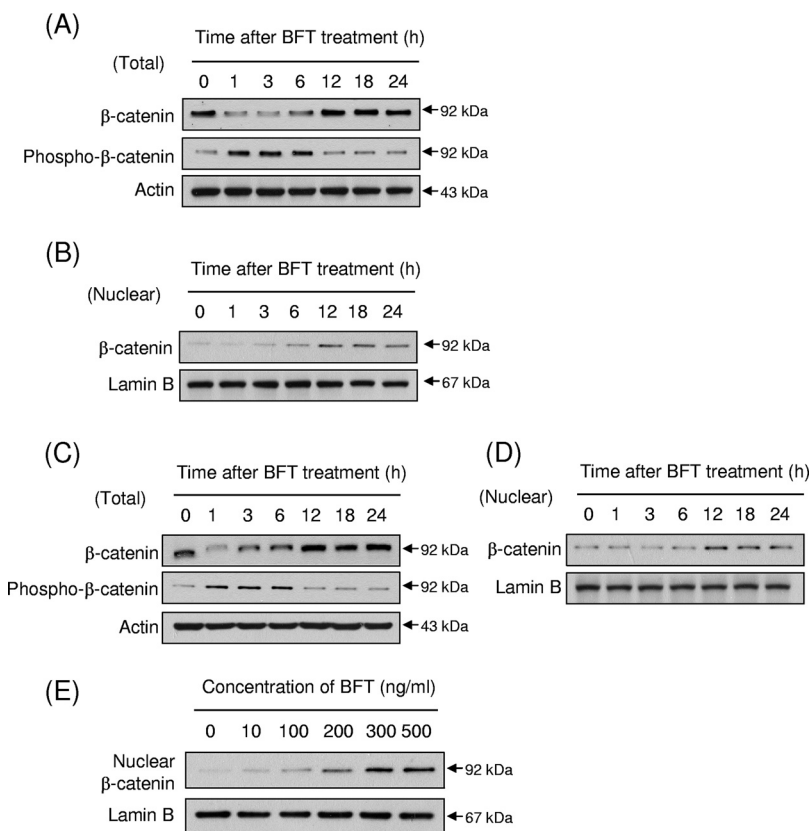 (A)
Time after BFT treatment (h)
(Total)
0 1 3 6 12 18 24
β-catenin
92 kDa
Phospho-β-catenin
92 kDa
Actin
43 kDa
(B)
Time after BFT treatment (h)
(Nuclear)
0 1 3 6 12 18 24
β-catenin
92 kDa
Lamin B
67 kDa
(C)
Time after BFT treatment (h)
(Total)
0 1 3 6 12 18 24
β-catenin
92 kDa
Phospho-β-catenin
92 kDa
Actin
43 kDa
(D)
Time after BFT treatment (h)
(Nuclear)
0 1 3 6 12 18 24
β-catenin
Lamin B
(E)
Concentration of BFT (ng/ml)
0 10 100 200 300 500
Nuclear
β-catenin
92 kDa
Lamin B
67 kDa